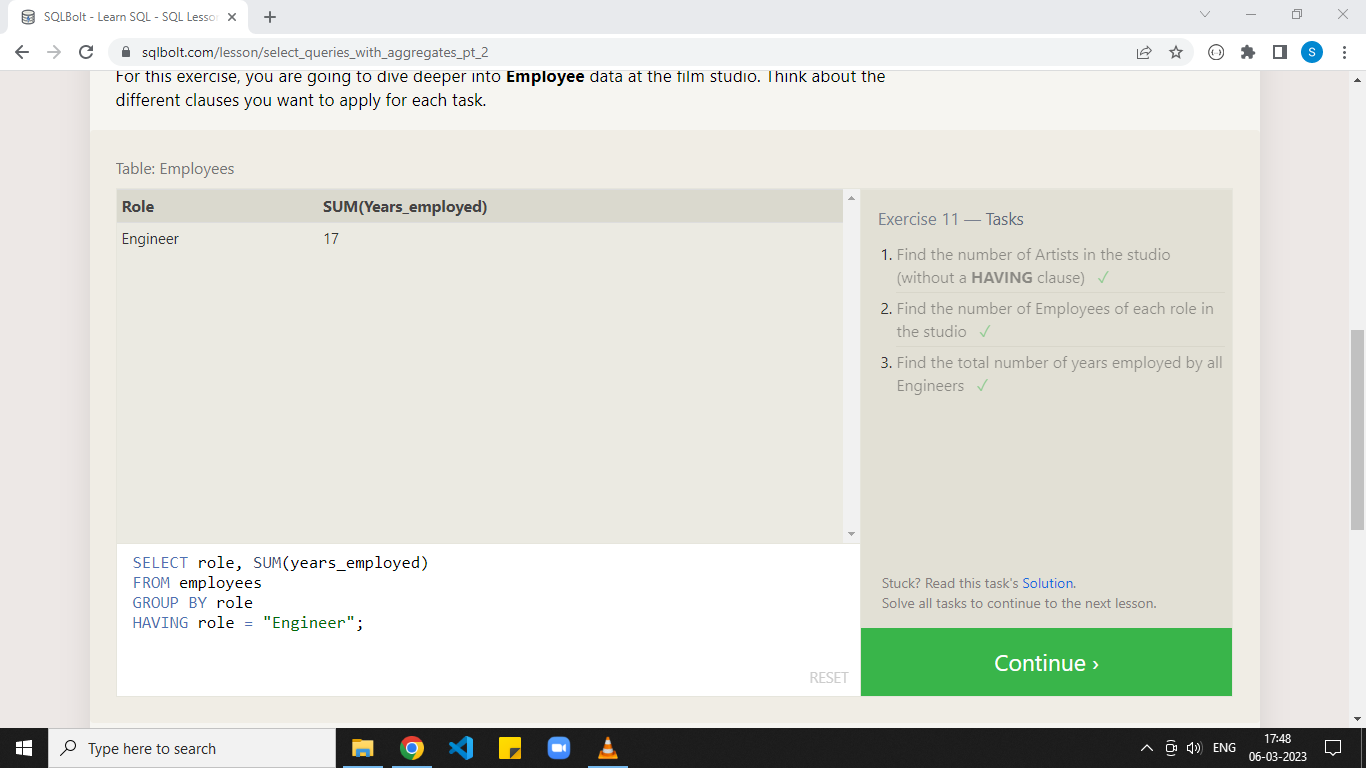 SQLBolt - Learn SQL - SQL Lesson
sqlbolt.com/lesson/select_queries_with_aggregates_pt_2
S
For this exercise, you are going to dive deeper into Employee data at the film studio. Think about the
different clauses you want to apply for each task.
Table: Employees
Role SUM(Years_employed)
Engineer 17
Exercise 11 — Tasks
1. Find the number of Artists in the studio
(without a HAVING clause) ✓
2. Find the number of Employees of each role in
the studio ✓
3. Find the total number of years employed by all
Engineers ✓
SELECT role, SUM(years_employed)
FROM employees
GROUP BY role
HAVING role = "Engineer";
RESET
Stuck? Read this task's Solution.
Solve all tasks to continue to the next lesson.
Continue ›
Type here to search
ENG
17:48
06-03-2023